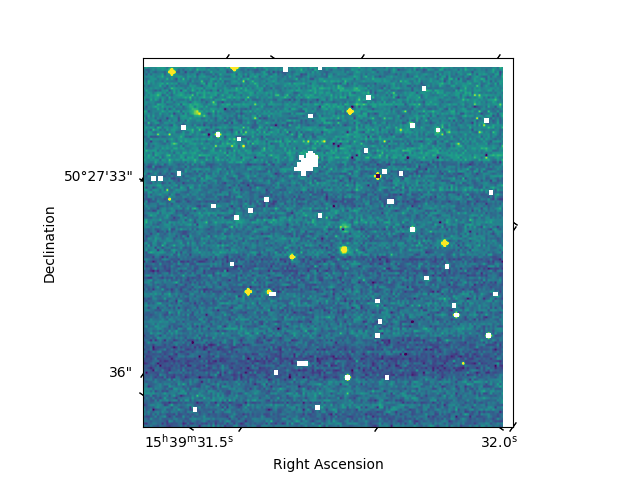 50°27'33"
Declination
36"
15ʰ39ᵐ31.5ˢ
32.0ˢ
Right Ascension